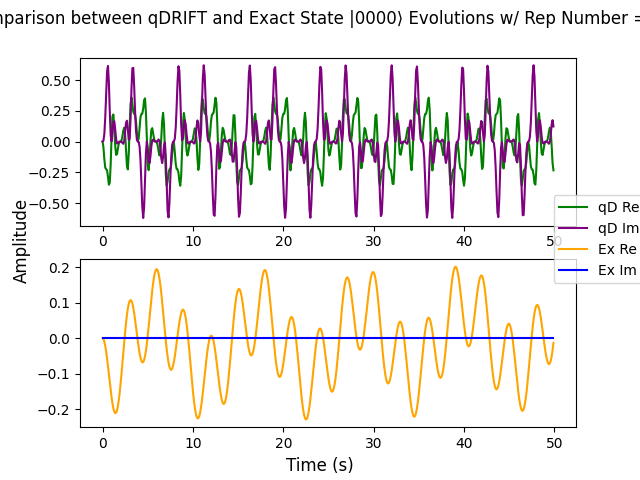 between qDRIFT and Exact State |0000⟩ Evolutions w/ Rep Number =
0.50
0.25
0.00
−0.25
−0.50
0 10 20 30 40 50
qD Re
qD Im
Ex Re
Ex Im
Amplitude
0.2
0.1
0.0
−0.1
−0.2
0 10 20 30 40 50
Time (s)